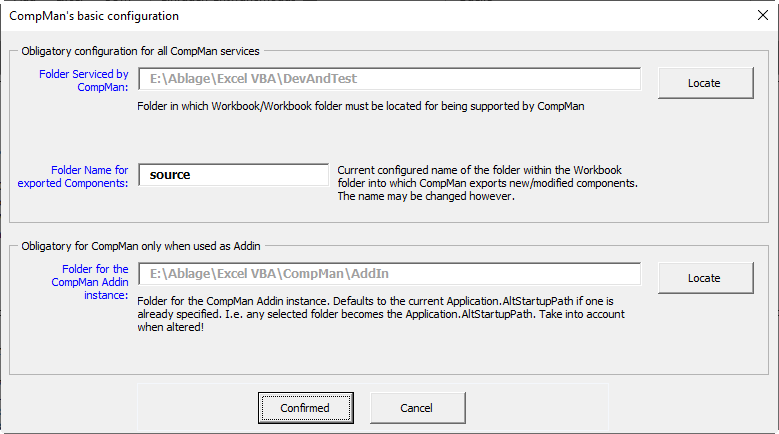 CompMan's basic configuration
Obligatory configuration for all CompMan services
Folder Serviced by
CompMan:
E:\Ablage\Excel VBA\DevAndTest
Locate
Folder in which Workbook/Workbook folder must be located for being supported by CompMan
Folder Name for
exported Components:
source
Current configured name of the folder within the Workbook
folder into which CompMan exports new/modified components.
The name may be changed however.
Obligatory for CompMan only when used as Addin
Folder for the
CompMan Addin
instance:
E:\Ablage\Excel VBA\CompMan\AddIn
Locate
Folder for the CompMan Addin instance. Defaults to the current Application.AltStartupPath if one is
already specified. I.e. any selected folder becomes the Application.AltStartupPath. Take into account
when altered!
Confirmed
Cancel